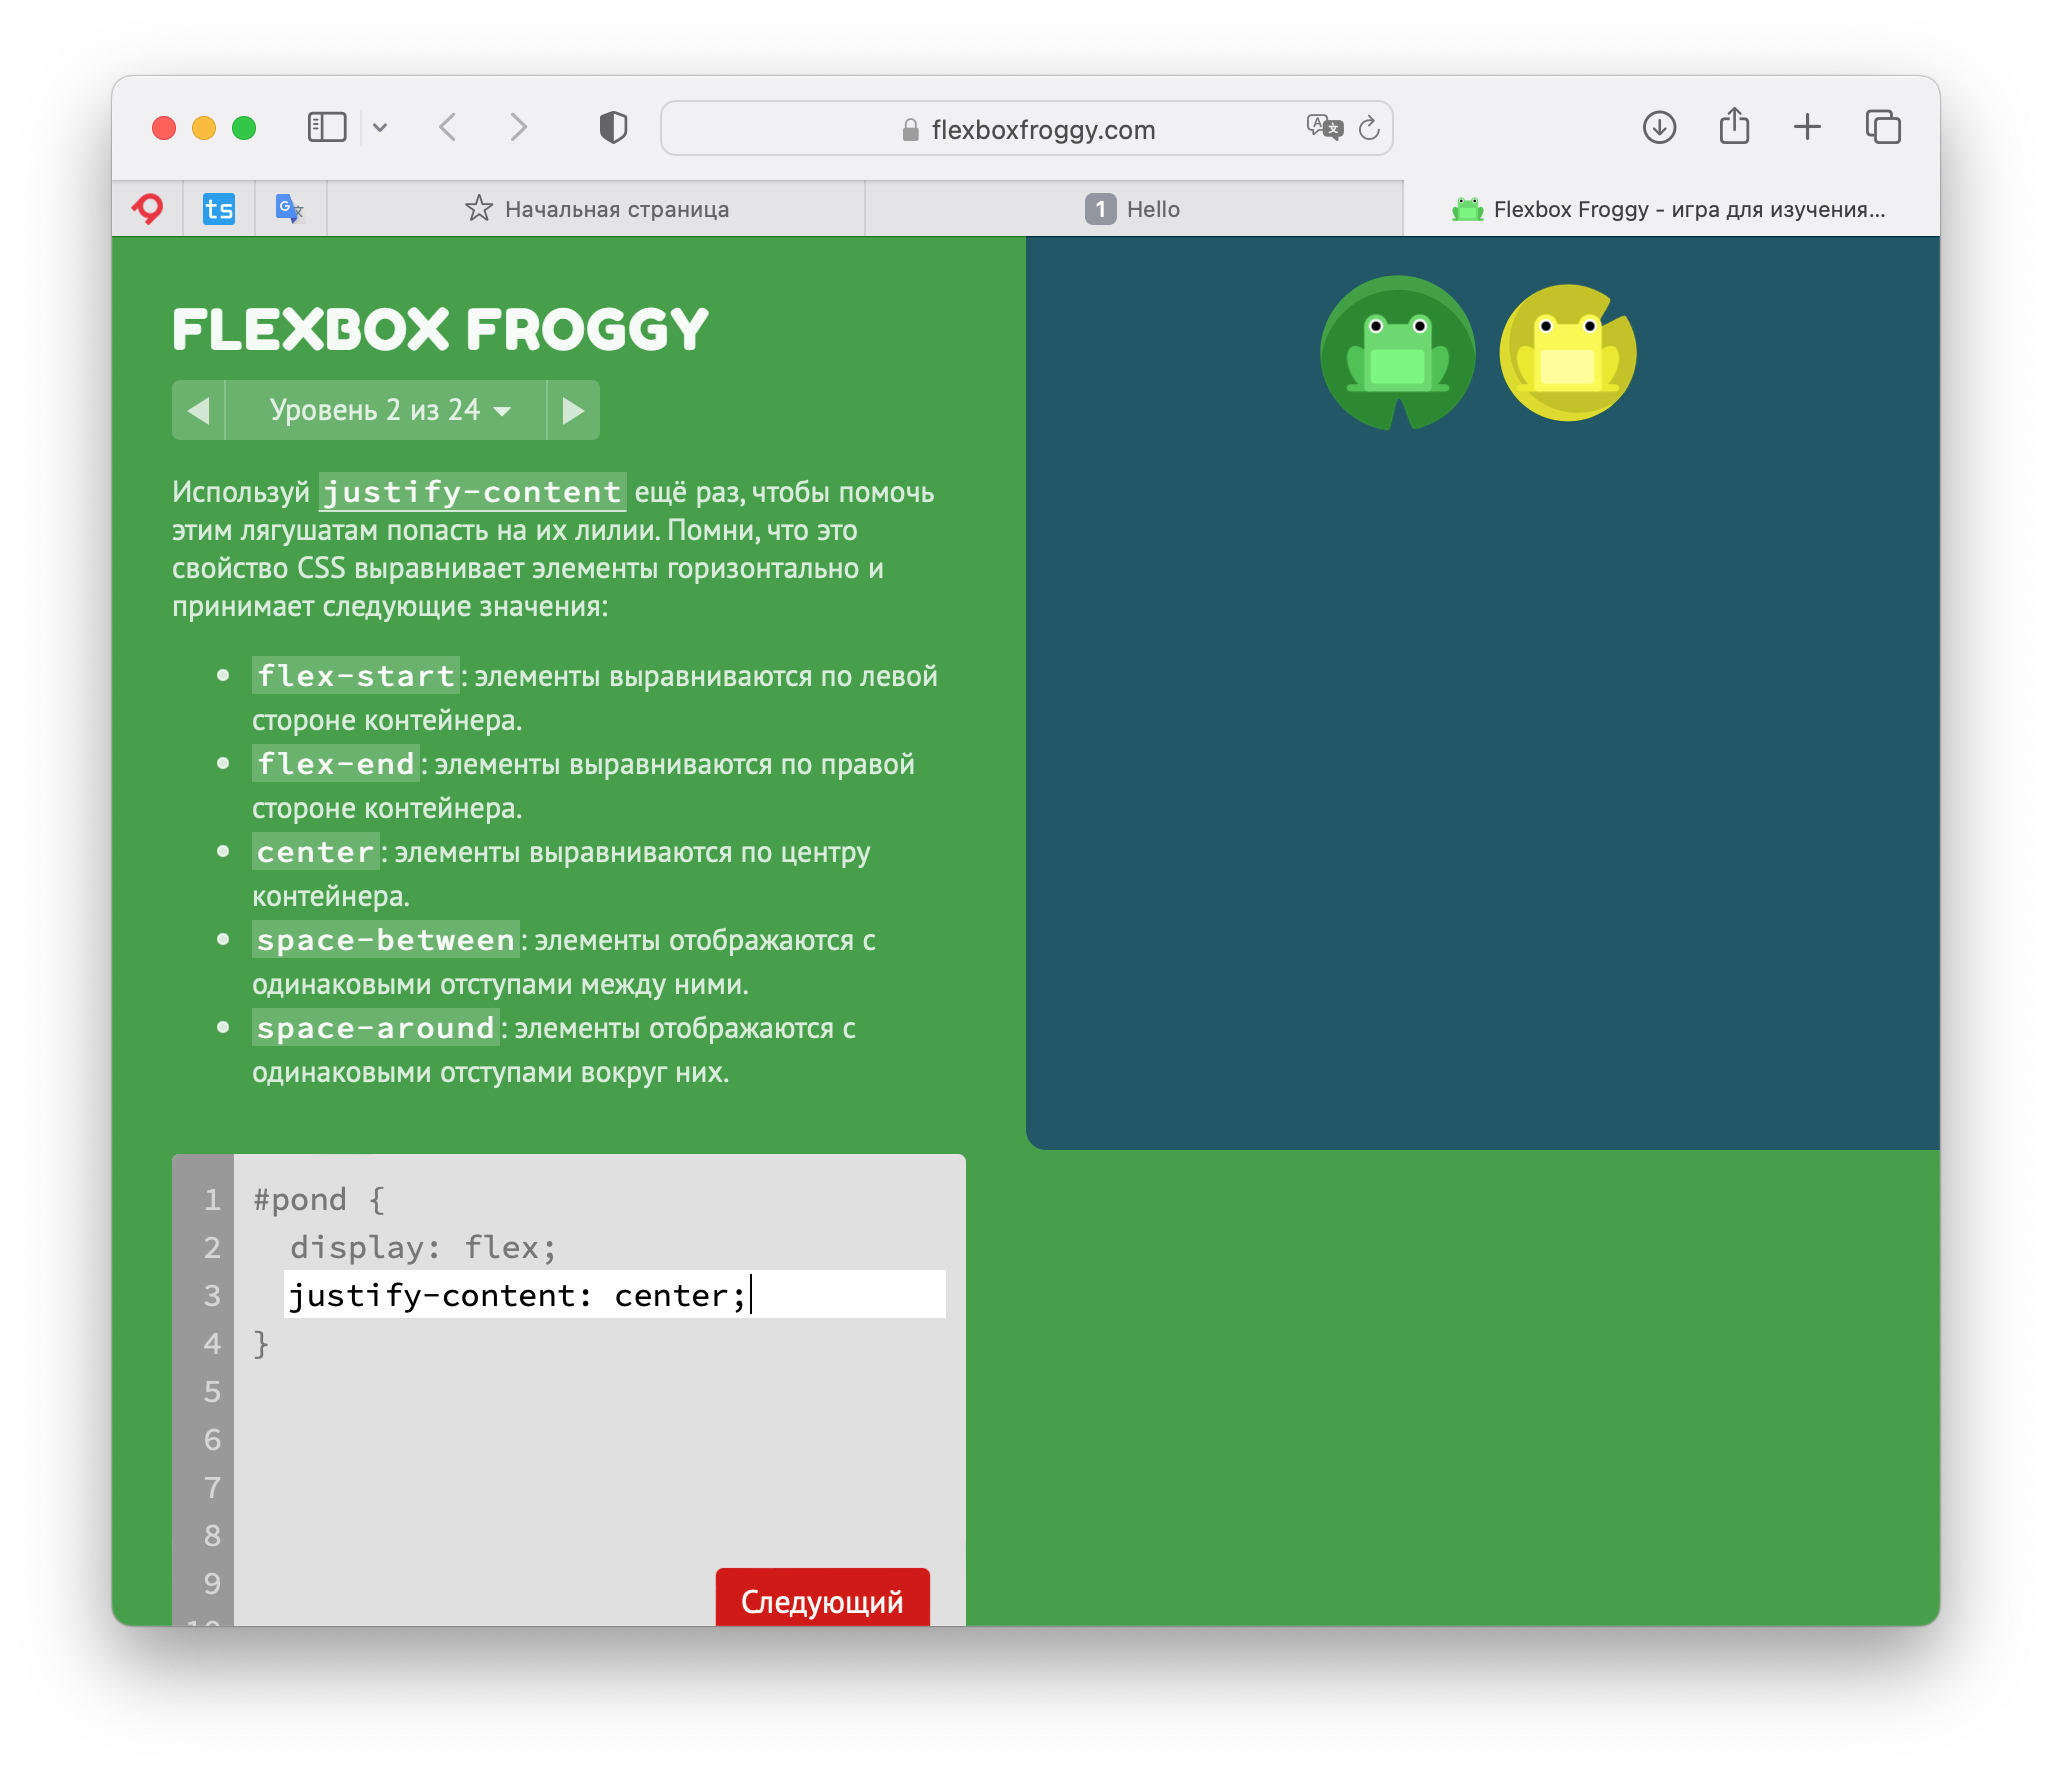 flexboxfroggy.com
ts
Начальная страница
1 Hello
Flexbox Froggy - игра для изучения...
FLEXBOX FROGGY
Уровень 2 из 24
Используй justify-content ещё раз, чтобы помочь
этим лягушатам попасть на их лилии. Помни, что это
свойство CSS выравнивает элементы горизонтально и
принимает следующие значения:
flex-start: элементы выравниваются по левой
стороне контейнера.
flex-end: элементы выравниваются по правой
стороне контейнера.
center: элементы выравниваются по центру
контейнера.
space-between: элементы отображаются с
одинаковыми отступами между ними.
space-around: элементы отображаются с
одинаковыми отступами вокруг них.
1 #pond {
2 display: flex;
3 justify-content: center;
4 }
5
6
7
8
9
Следующий